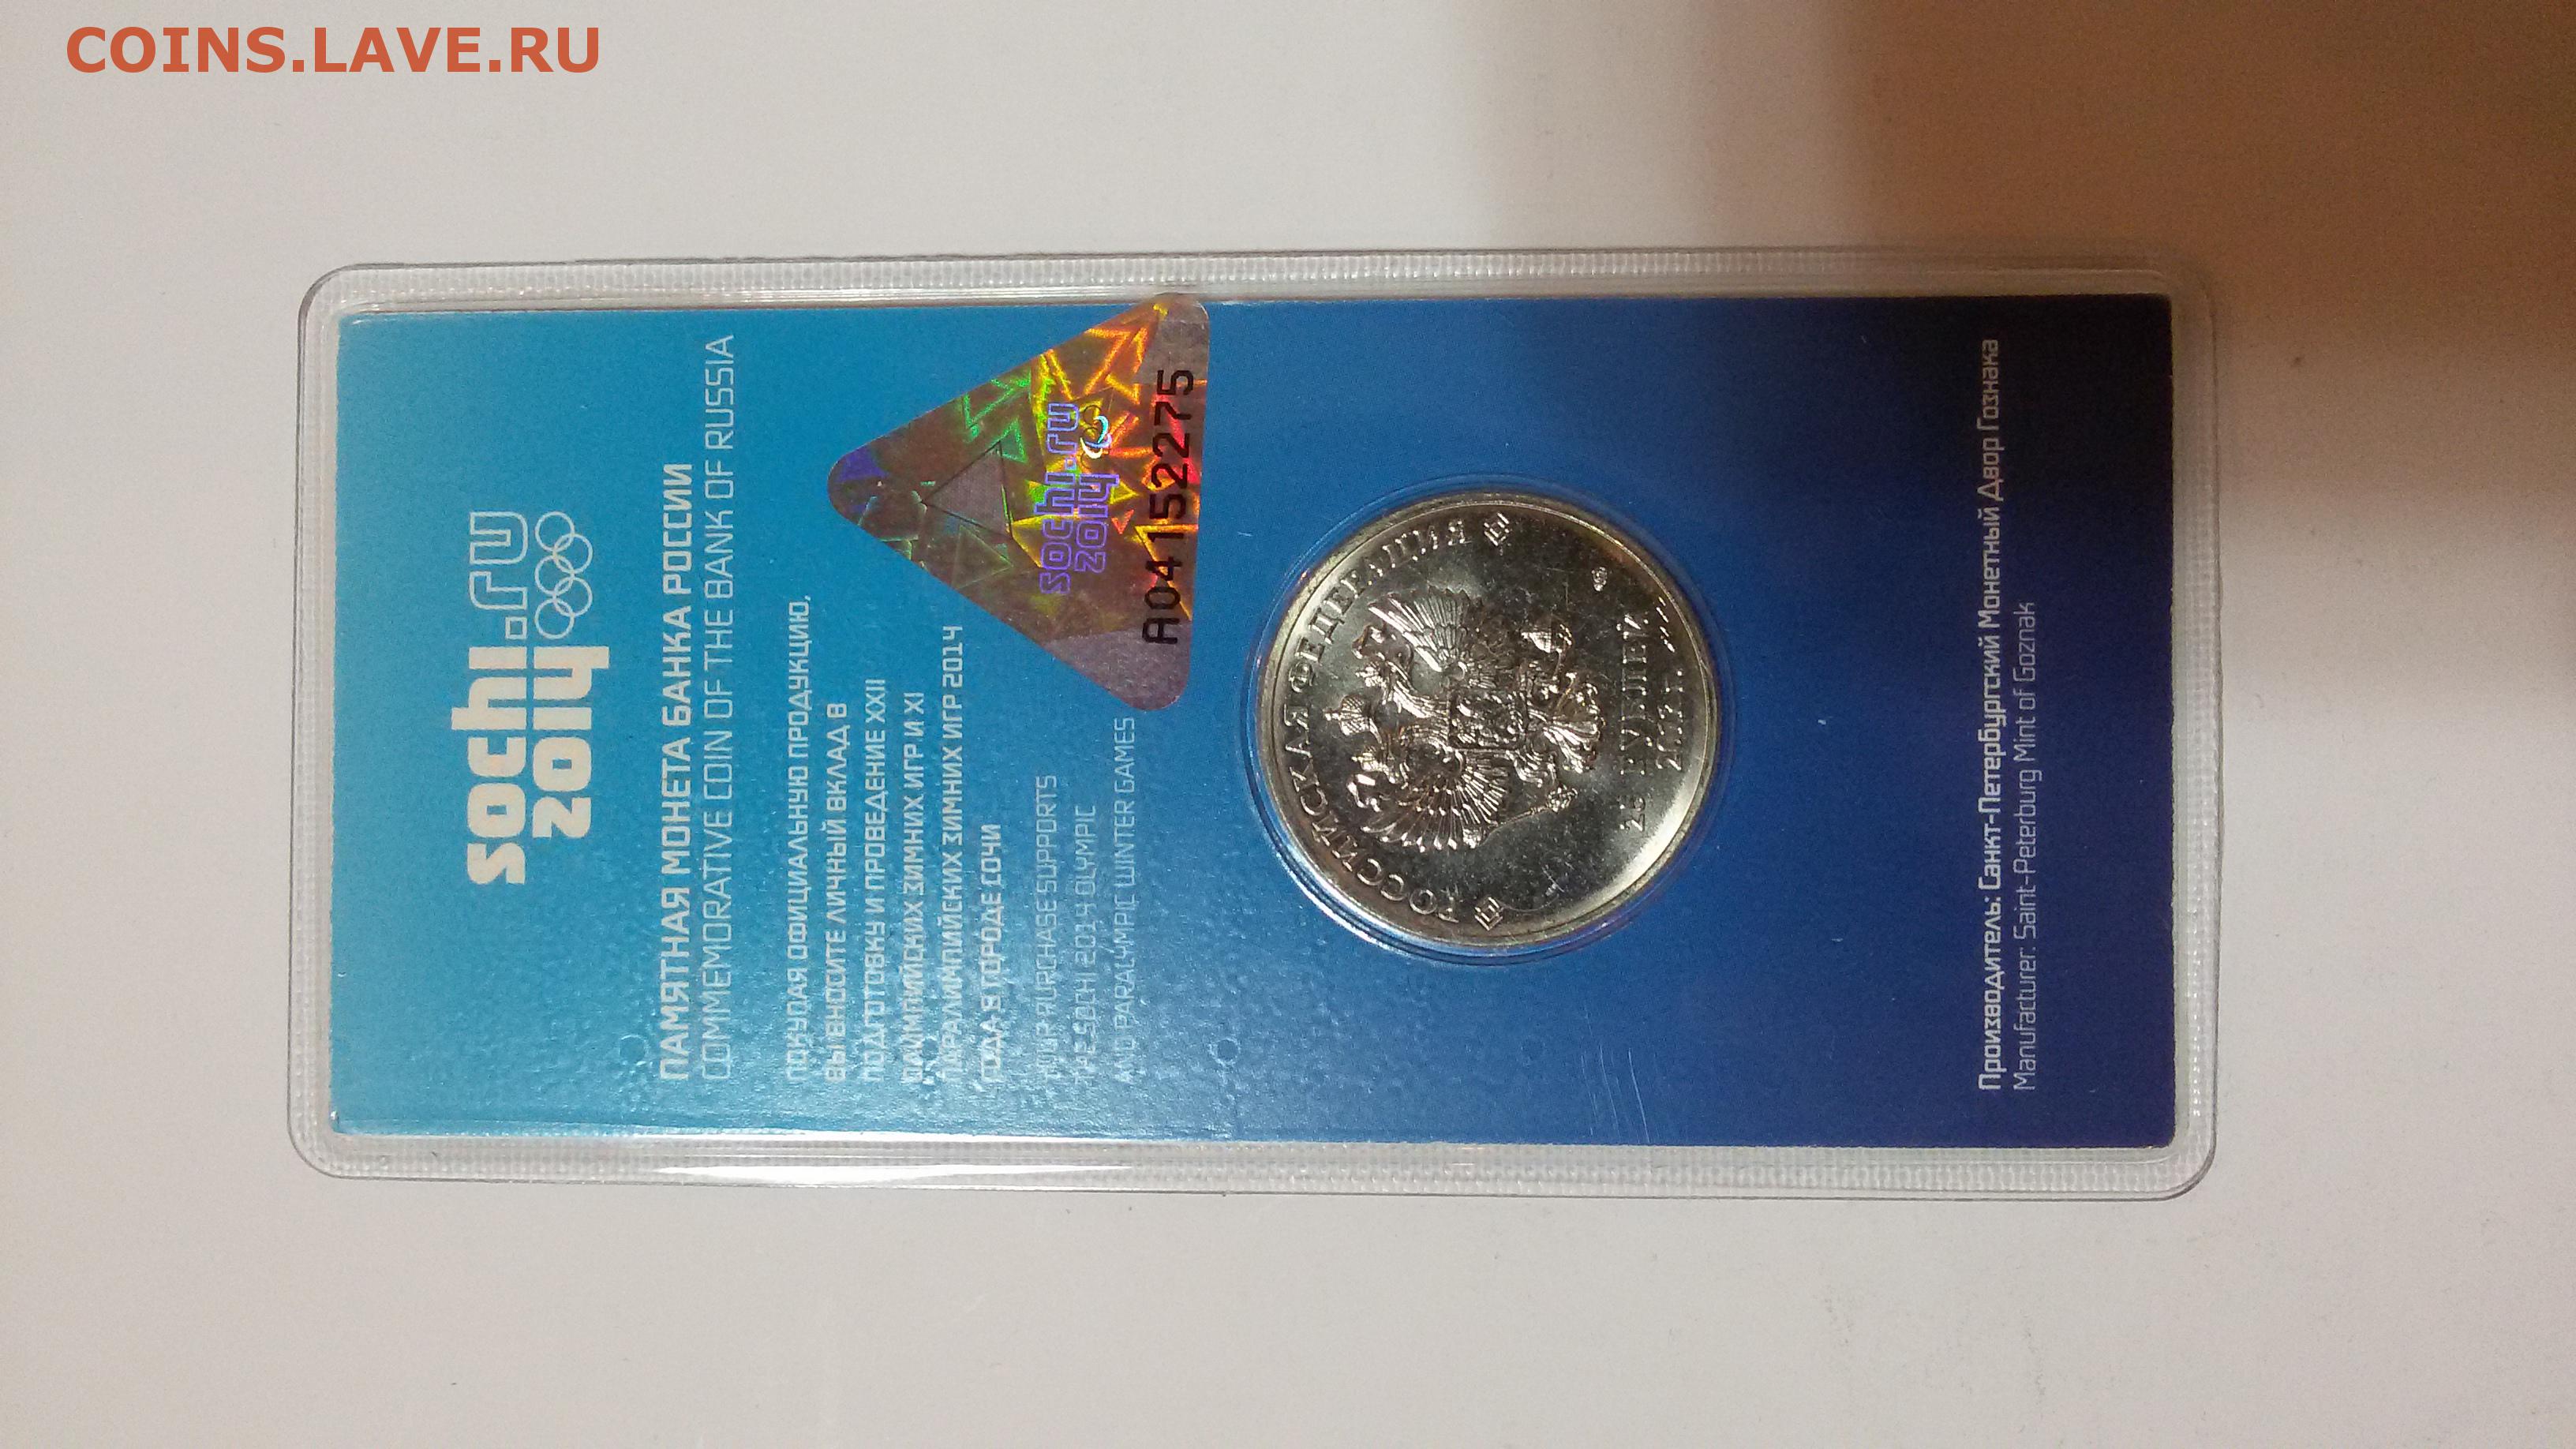 COINS.LAVE.RU
sochi.ru
2014
ПАМЯТНАЯ МОНЕТА БАНКА РОССИИ
COMMEMORATIVE COIN OF THE BANK OF RUSSIA
ПОКУПАЯ ОФИЦИАЛЬНУЮ ПРОДУКЦИЮ,
ВЫ ВНОСИТЕ ЛИЧНЫЙ ВКЛАД В
ПОДГОТОВКУ И ПРОВЕДЕНИЕ XXII
ОЛИМПИЙСКИХ ЗИМНИХ ИГР И XI
ПАРАЛИМПИЙСКИХ ЗИМНИХ ИГР 2014
ГОДА В ГОРОДЕ СОЧИ
YOUR PURCHASE SUPPORTS
THE SOCHI 2014 OLYMPIC
AND PARALYMPIC WINTER GAMES
sochi.ru
2014
A04152275
РОССИЙСКАЯ ФЕДЕРАЦИЯ
25 РУБЛЕЙ
Производитель: Санкт-Петербургский Монетный Двор Гознака
Manufacturer: Saint-Peterburg Mint of Goznak